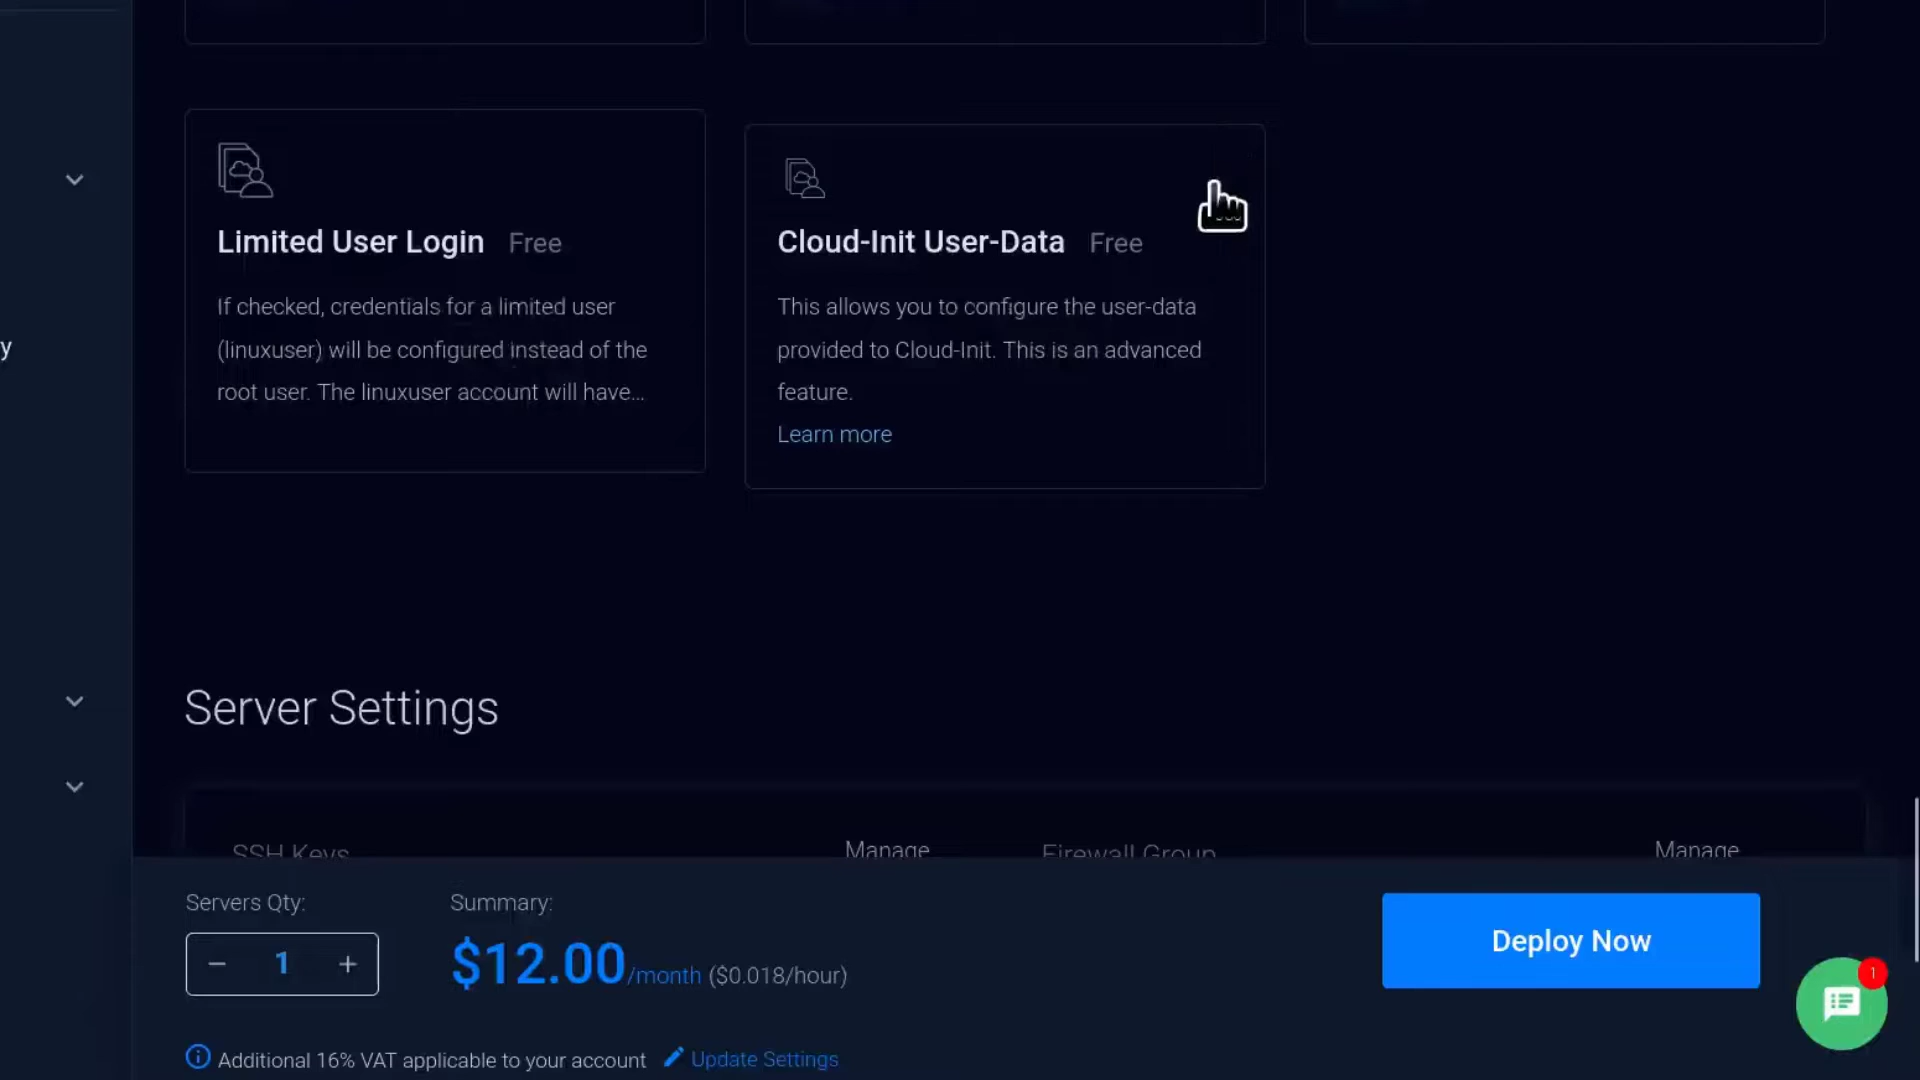 Limited User Login Free
If checked, credentials for a limited user
(linuxuser) will be configured instead of the
root user. The linuxuser account will have...
Cloud-Init User-Data Free
This allows you to configure the user-data
provided to Cloud-Init. This is an advanced
feature.
Learn more
y
Server Settings
SSH Keys Manage Firewall Group Manage
Servers Qty:
− 1 +
Summary:
$12.00/month ($0.018/hour)
Deploy Now
1
Additional 16% VAT applicable to your account Update Settings